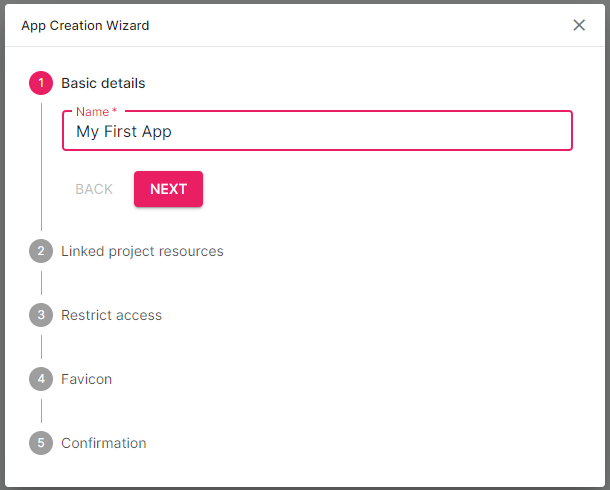 App Creation Wizard
1 Basic details
Name *
My First App
BACK NEXT
2 Linked project resources
3 Restrict access
4 Favicon
5 Confirmation